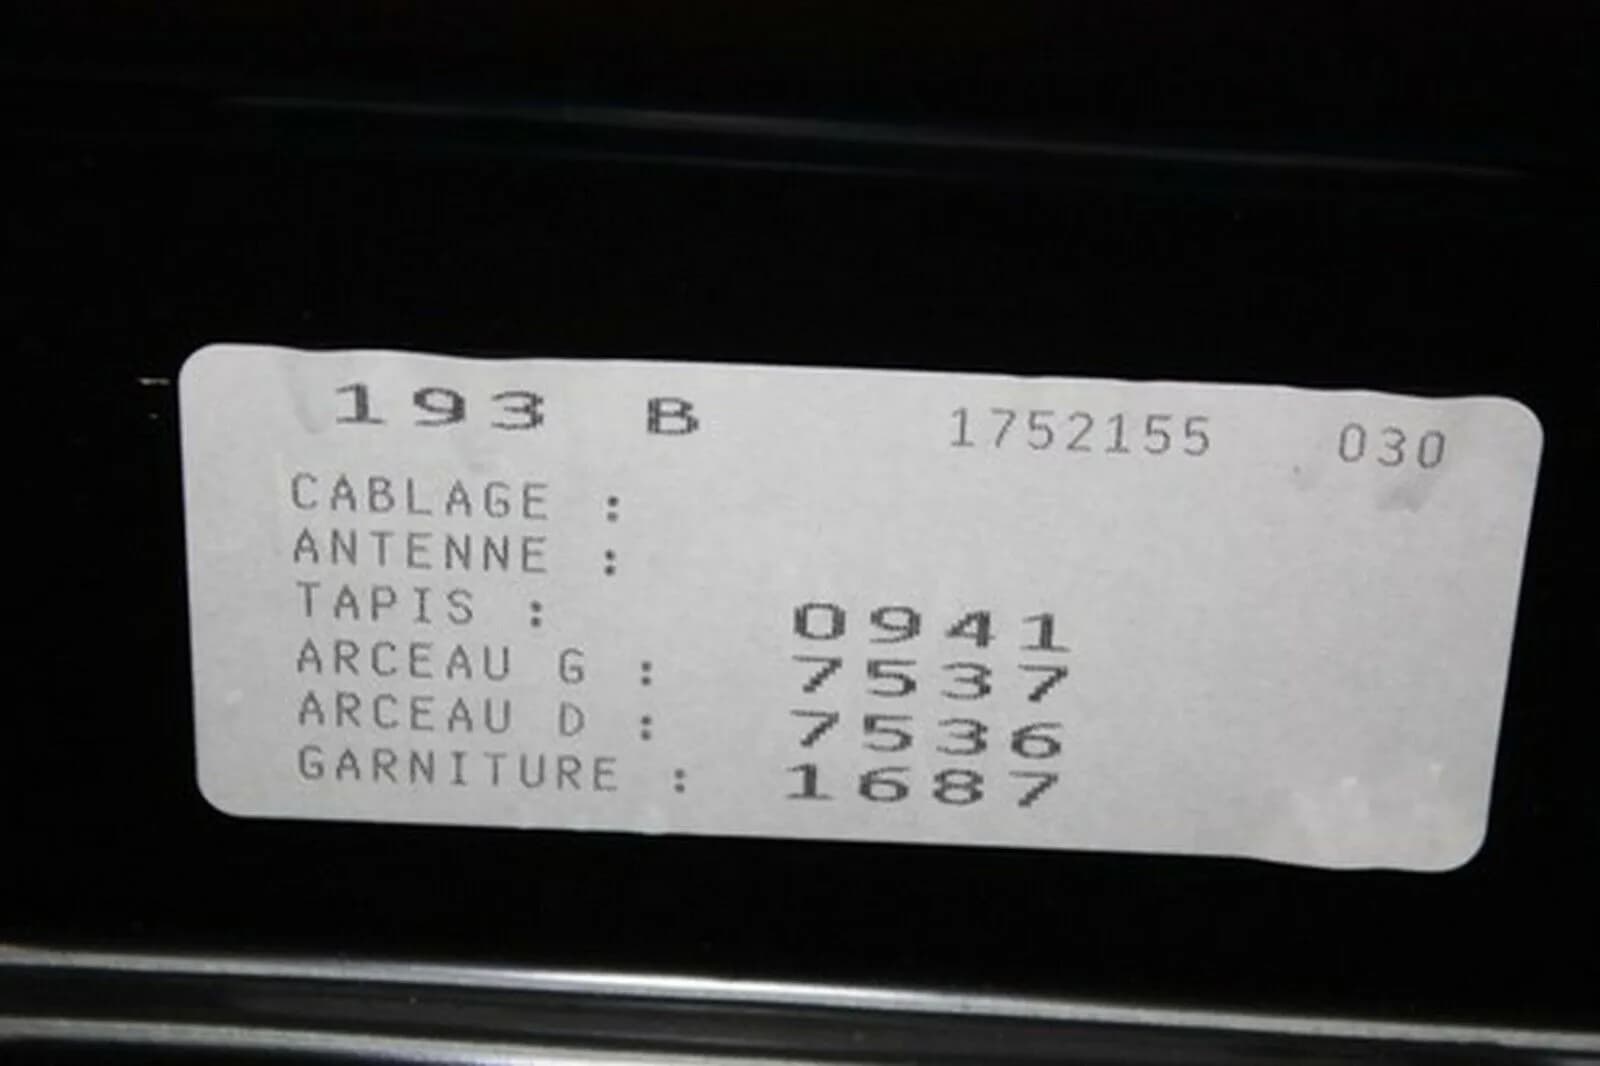 193 B 1752155 030
CABLAGE :
ANTENNE :
TAPIS : 0941
ARCEAU G : 7537
ARCEAU D : 7536
GARNITURE : 1687